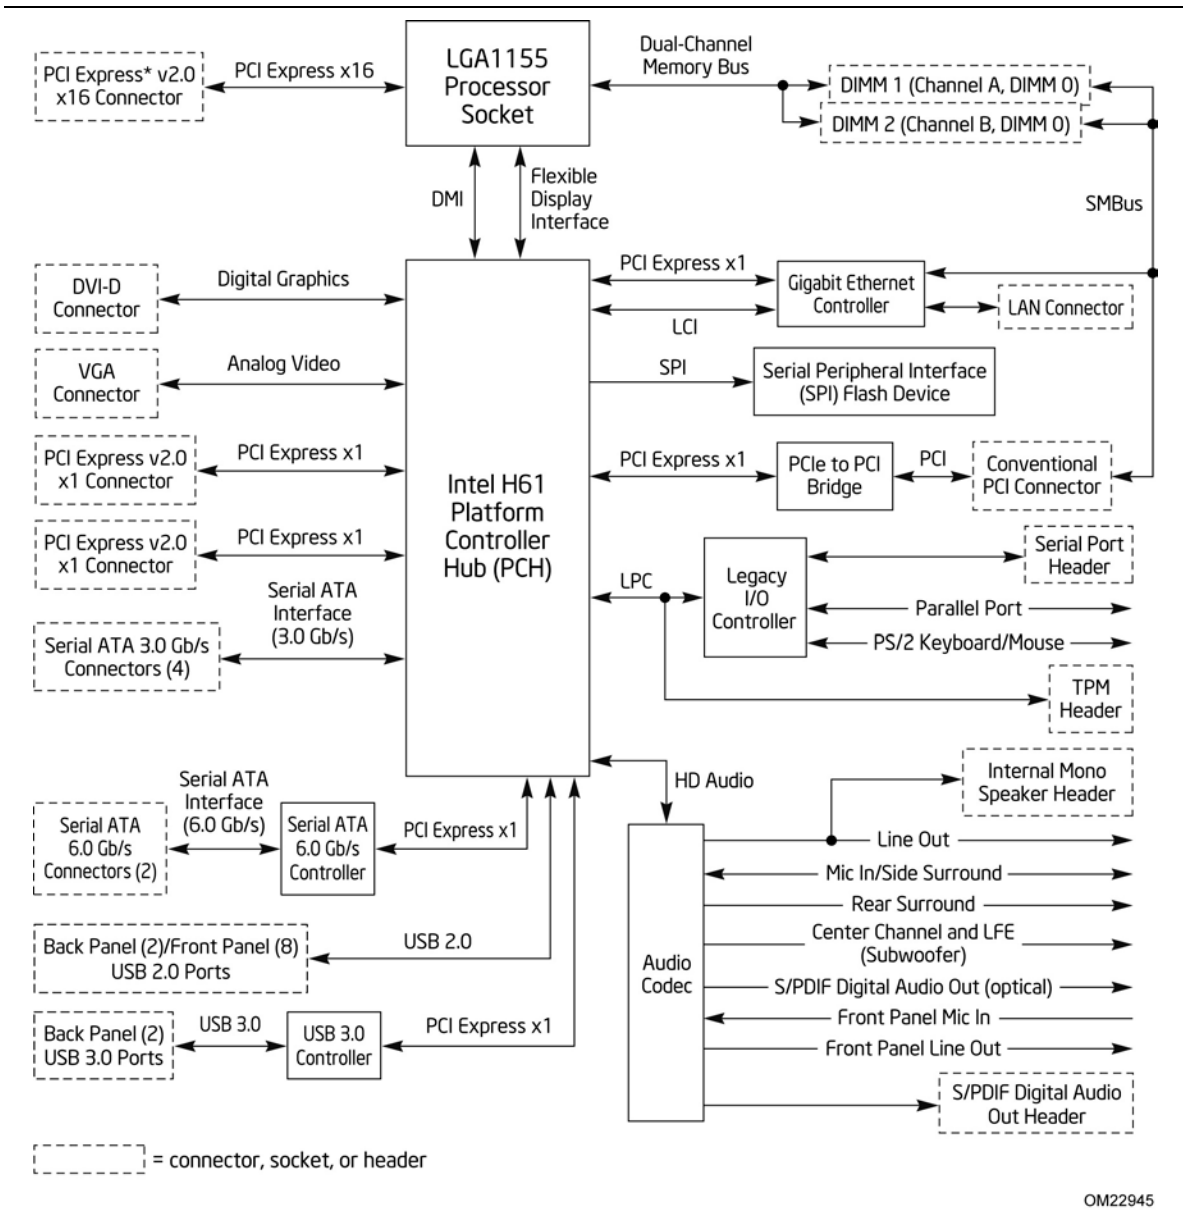 PCI Express* v2.0
x16 Connector
PCI Express x16
LGA1155
Processor
Socket
Dual-Channel
Memory Bus
DIMM 1 (Channel A, DIMM 0)
DIMM 2 (Channel B, DIMM 0)
DMI
Flexible
Display
Interface
SMBus
DVI-D
Connector
Digital Graphics
PCI Express x1
LCI
Gigabit Ethernet
Controller
LAN Connector
VGA
Connector
Analog Video
SPI
Serial Peripheral Interface
(SPI) Flash Device
PCI Express v2.0
x1 Connector
PCI Express x1
Intel H61
Platform
Controller
Hub (PCH)
PCI Express x1
PCIe to PCI
Bridge
PCI
Conventional
PCI Connector
PCI Express v2.0
x1 Connector
PCI Express x1
LPC
Legacy
I/O
Controller
Serial Port
Header
Parallel Port
PS/2 Keyboard/Mouse
TPM
Header
Serial ATA
Interface
(3.0 Gb/s)
Serial ATA 3.0 Gb/s
Connectors (4)
HD Audio
Internal Mono
Speaker Header
Serial ATA
Interface
(6.0 Gb/s)
Serial ATA
6.0 Gb/s
Connectors (2)
Serial ATA
6.0 Gb/s
Controller
PCI Express x1
Line Out
Mic In/Side Surround
Rear Surround
Center Channel and LFE
(Subwoofer)
Audio
Codec
S/PDIF Digital Audio Out (optical)
Front Panel Mic In
Front Panel Line Out
S/PDIF Digital Audio
Out Header
Back Panel (2)/Front Panel (8)
USB 2.0 Ports
USB 2.0
Back Panel (2)
USB 3.0 Ports
USB 3.0
USB 3.0
Controller
PCI Express x1
= connector, socket, or header
OM22945